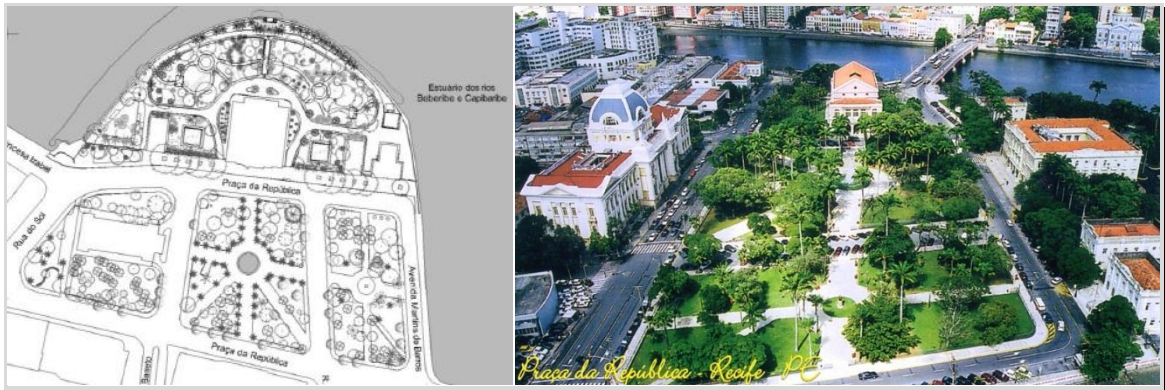 Estuário dos rios
Beberibe e Capibaribe
Praça da República
Rua do Sol
Avenida Martins de Barros
Praça da República
Praça da República - Recife - PE